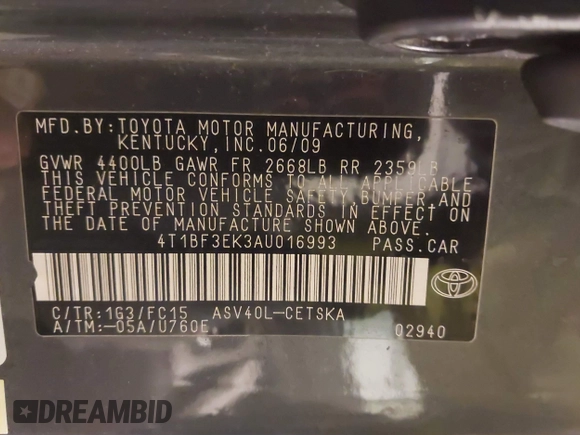 MFD.BY:TOYOTA MOTOR MANUFACTURING,
KENTUCKY, INC.06/09
GVWR 4400LB GAWR FR 2668LB RR 2359LB
THIS VEHICLE CONFORMS TO ALL APPLICABLE
FEDERAL MOTOR VEHICLE SAFETY,BUMPER,AND
THEFT PREVENTION STANDARDS IN EFFECT ON
THE DATE OF MANUFACTURE SHOWN ABOVE.
4T1BF3EK3AU016993 PASS.CAR
C/TR:1G3/FC15 ASV40L-CETSKA
A/TM:-05A/U760E 02940
DREAMBID